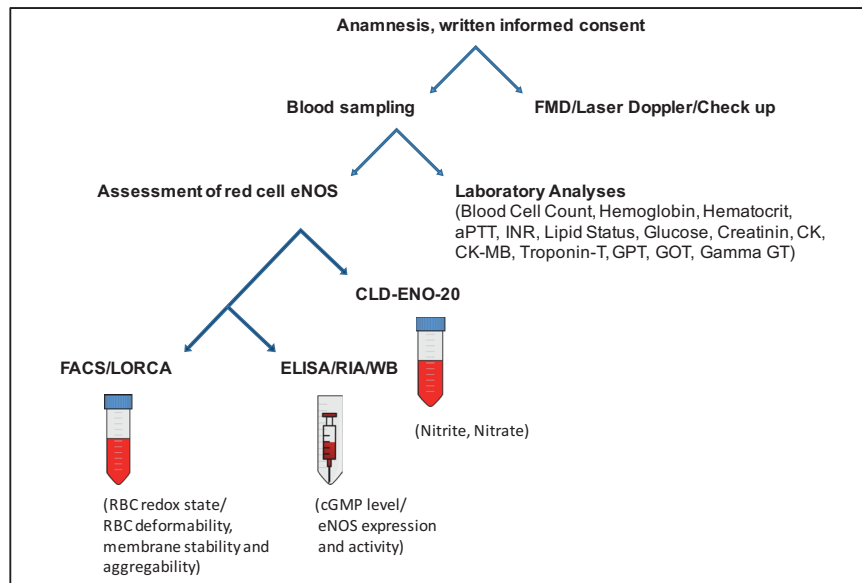 Anamnesis, written informed consent
Blood sampling
FMD/Laser Doppler/Check up
Assessment of red cell eNOS
Laboratory Analyses
(Blood Cell Count, Hemoglobin, Hematocrit,
aPTT, INR, Lipid Status, Glucose, Creatinin, CK,
CK-MB, Troponin-T, GPT, GOT, Gamma GT)
CLD-ENO-20
FACS/LORCA
ELISA/RIA/WB
(Nitrite, Nitrate)
(RBC redox state/
RBC deformability,
membrane stability and
aggregability)
(cGMP level/
eNOS expression
and activity)